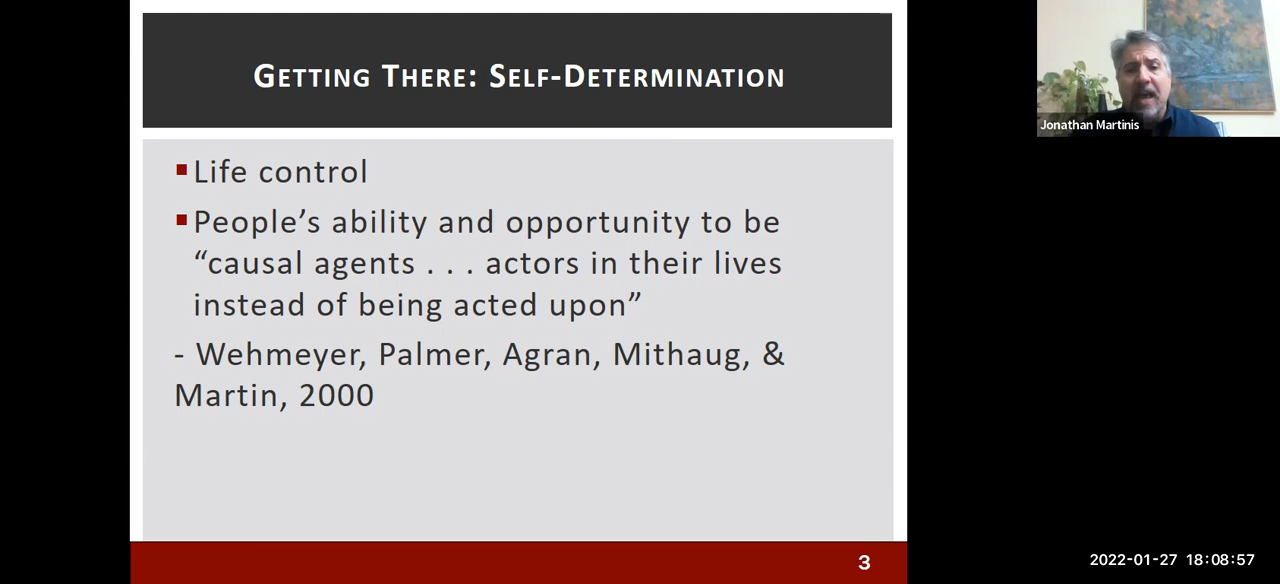 Getting There: Self-Determination
Life control
People’s ability and opportunity to be
“causal agents . . . actors in their lives
instead of being acted upon”
- Wehmeyer, Palmer, Agran, Mithaug, &
Martin, 2000
3
Jonathan Martinis
2022-01-27 18:08:57